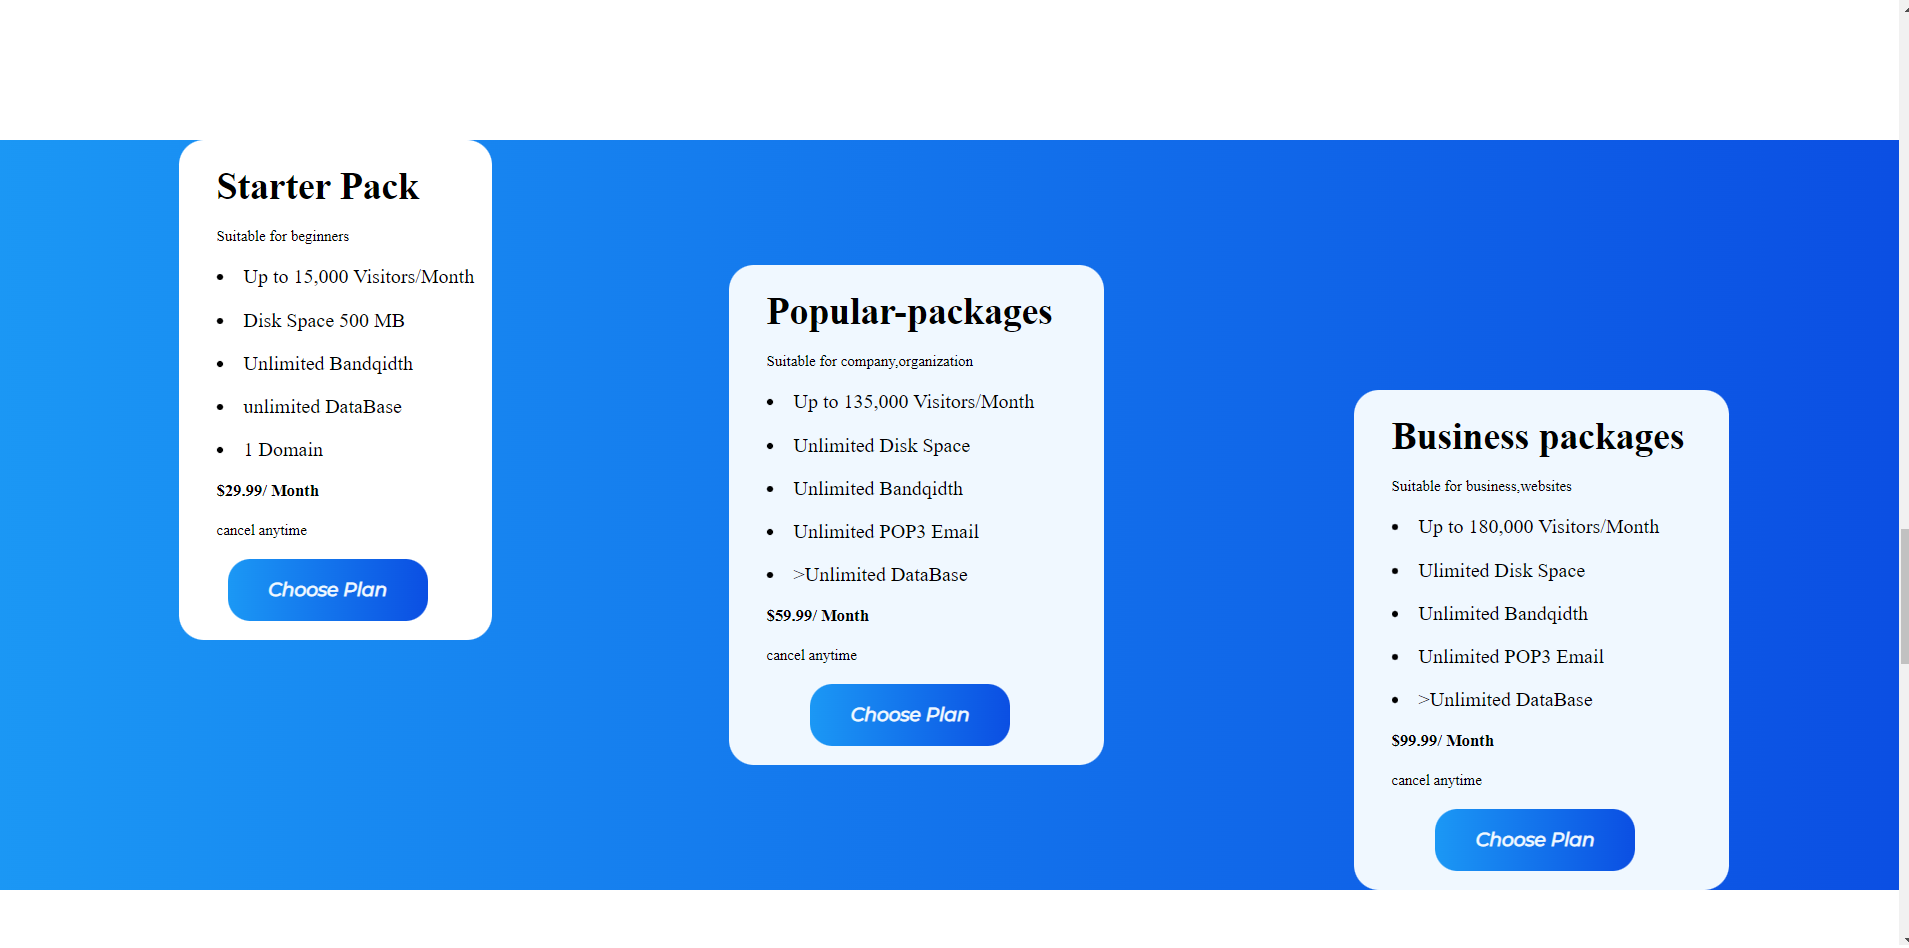 Starter Pack
Suitable for beginners
Up to 15,000 Visitors/Month
Disk Space 500 MB
Unlimited Bandqidth
unlimited DataBase
1 Domain
$29.99/ Month
cancel anytime
Choose Plan
Popular-packages
Suitable for company,organization
Up to 135,000 Visitors/Month
Unlimited Disk Space
Unlimited Bandqidth
Unlimited POP3 Email
>Unlimited DataBase
$59.99/ Month
cancel anytime
Choose Plan
Business packages
Suitable for business,websites
Up to 180,000 Visitors/Month
Ulimited Disk Space
Unlimited Bandqidth
Unlimited POP3 Email
>Unlimited DataBase
$99.99/ Month
cancel anytime
Choose Plan